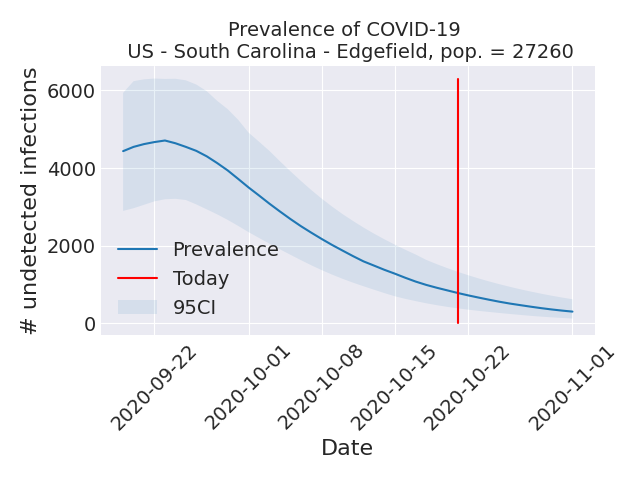 Prevalence of COVID-19
US - South Carolina - Edgefield, pop. = 27260
# undetected infections
6000
4000
2000
0
Prevalence
Today
95CI
2020-09-22
2020-10-01
2020-10-08
2020-10-15
2020-10-22
2020-11-01
Date